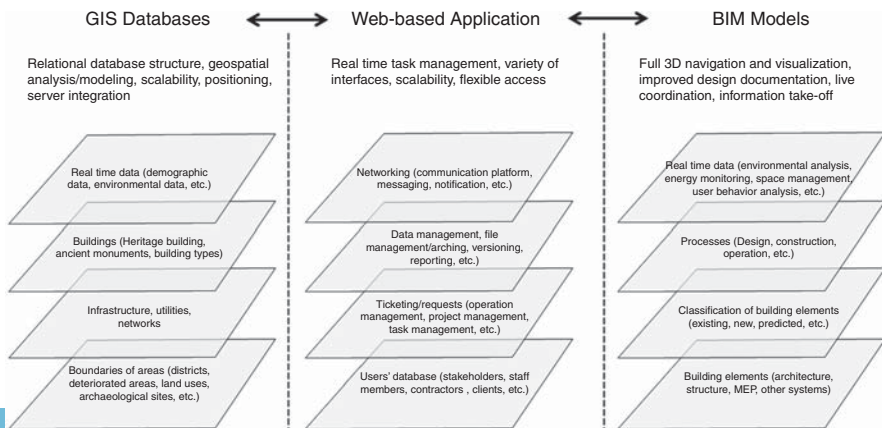 GIS Databases
Web-based Application
BIM Models
Relational database structure, geospatial
analysis/modeling, scalability, positioning,
server integration
Real time task management, variety of
interfaces, scalability, flexible access
Full 3D navigation and visualization,
improved design documentation, live
coordination, information take-off
Real time data (demographic
data, environmental data, etc.)
Buildings (Heritage building,
ancient monuments, building types)
Infrastructure, utilities,
networks
Boundaries of areas (districts,
deteriorated areas, land uses,
archaeological sites, etc.)
Networking (communication platform,
messaging, notification, etc.)
Data management, file
management/arching, versioning,
reporting, etc.)
Ticketing/requests (operation
management, project management,
task management, etc.)
Users' database (stakeholders, staff
members, contractors , clients, etc.)
Real time data (environmental analysis,
energy monitoring, space management,
user behavior analysis, etc.)
Processes (Design, construction,
operation, etc.)
Classification of building elements
(existing, new, predicted, etc.)
Building elements (architecture,
structure, MEP, other systems)